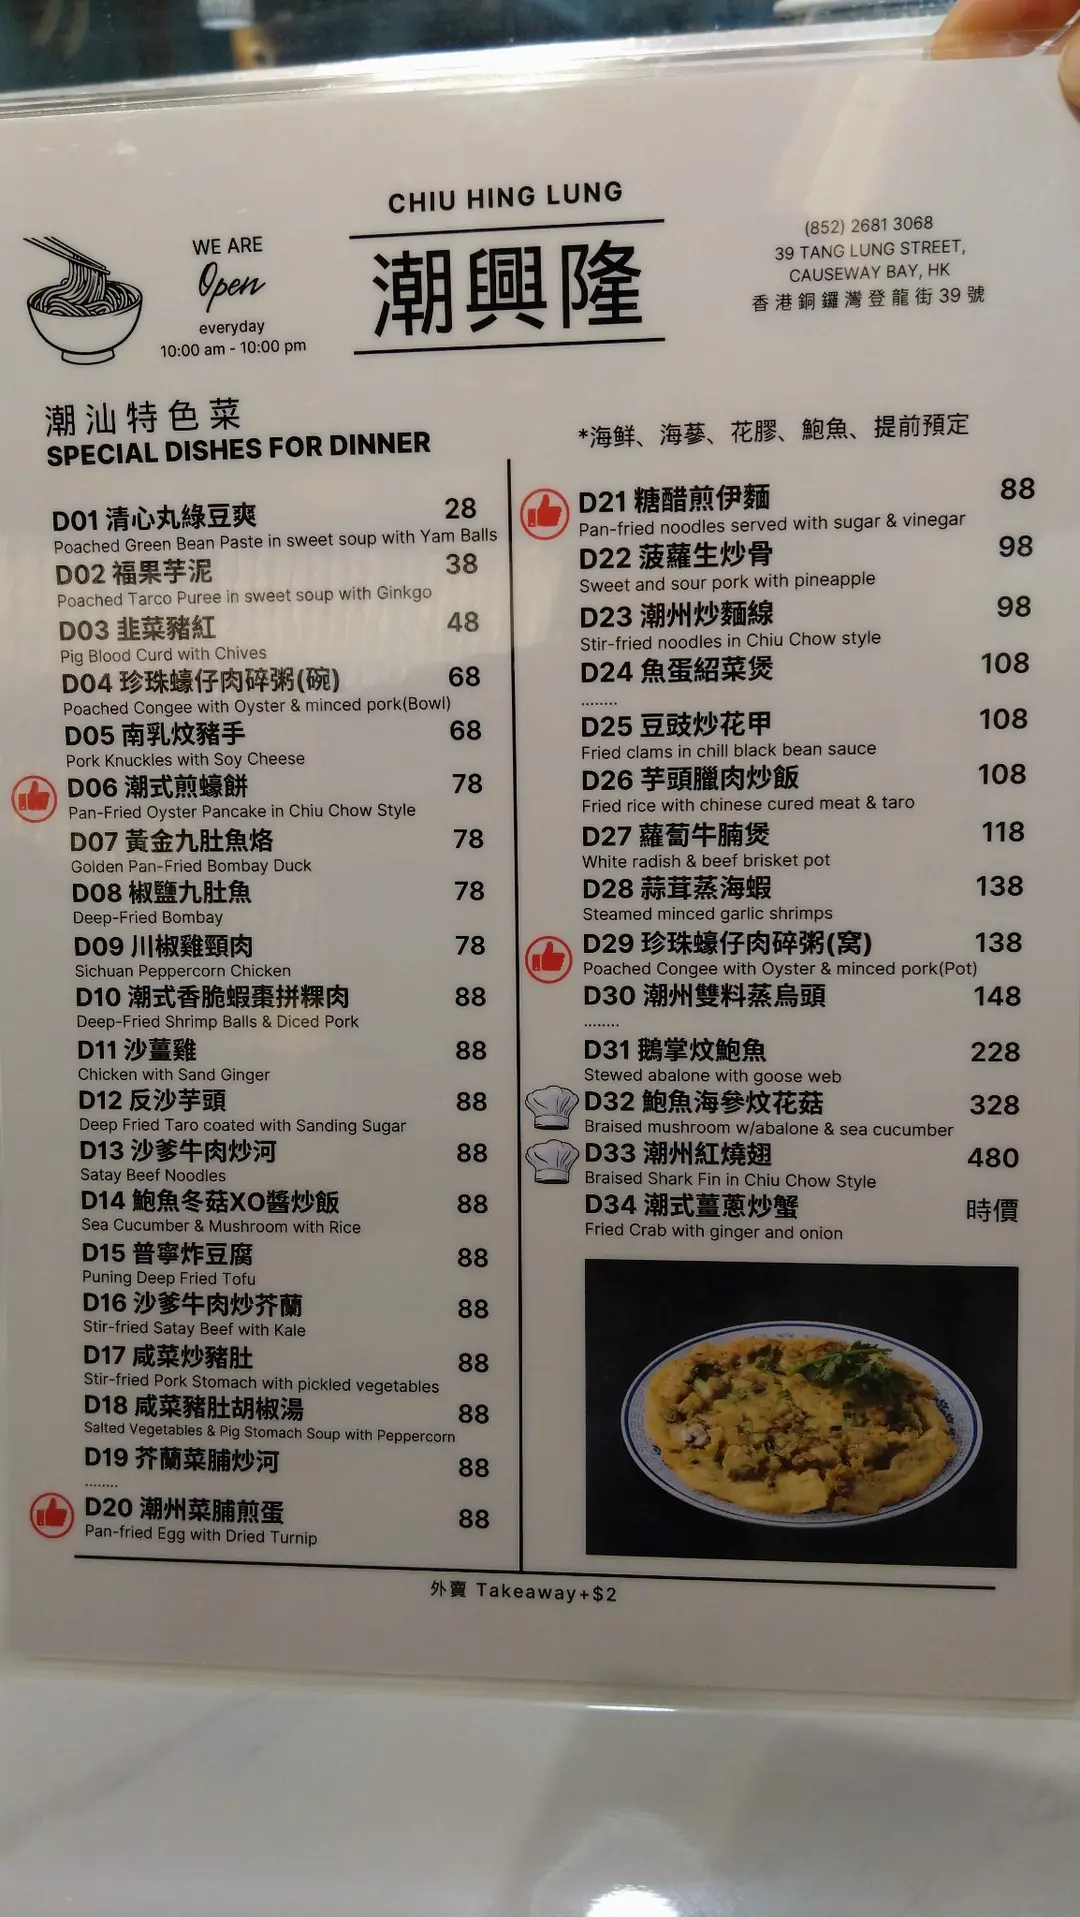 CHIU HING LUNG
潮興隆
WE ARE
Open
everyday
10:00 am - 10:00 pm
(852) 2681 3068
39 TANG LUNG STREET,
CAUSEWAY BAY, HK
香港銅鑼灣登龍街 39 號
潮汕特色菜
SPECIAL DISHES FOR DINNER
*海鮮、海蔘、花膠、鮑魚、提前預定
D01 清心丸綠豆爽 28
Poached Green Bean Paste in sweet soup with Yam Balls
D02 福果芋泥 38
Poached Tarco Puree in sweet soup with Ginkgo
D03 韭菜豬紅 48
Pig Blood Curd with Chives
D04 珍珠蠔仔肉碎粥(碗) 68
Poached Congee with Oyster & minced pork(Bowl)
D05 南乳炆豬手 68
Pork Knuckles with Soy Cheese
D06 潮式煎蠔餅 78
Pan-Fried Oyster Pancake in Chiu Chow Style
D07 黃金九肚魚烙 78
Golden Pan-Fried Bombay Duck
D08 椒鹽九肚魚 78
Deep-Fried Bombay
D09 川椒雞頸肉 78
Sichuan Peppercorn Chicken
D10 潮式香脆蝦棗拼粿肉 88
Deep-Fried Shrimp Balls & Diced Pork
D11 沙薑雞 88
Chicken with Sand Ginger
D12 反沙芋頭 88
Deep Fried Taro coated with Sanding Sugar
D13 沙爹牛肉炒河 88
Satay Beef Noodles
D14 鮑魚冬菇XO醬炒飯 88
Sea Cucumber & Mushroom with Rice
D15 普寧炸豆腐 88
Puning Deep Fried Tofu
D16 沙爹牛肉炒芥蘭 88
Stir-fried Satay Beef with Kale
D17 咸菜炒豬肚 88
Stir-fried Pork Stomach with pickled vegetables
D18 咸菜豬肚胡椒湯 88
Salted Vegetables & Pig Stomach Soup with Peppercorn
D19 芥蘭菜脯炒河 88
........
D20 潮州菜脯煎蛋 88
Pan-fried Egg with Dried Turnip
D21 糖醋煎伊麵 88
Pan-fried noodles served with sugar & vinegar
D22 菠蘿生炒骨 98
Sweet and sour pork with pineapple
D23 潮州炒麵線 98
Stir-fried noodles in Chiu Chow style
D24 魚蛋紹菜煲 108
........
D25 豆豉炒花甲 108
Fried clams in chill black bean sauce
D26 芋頭臘肉炒飯 108
Fried rice with chinese cured meat & taro
D27 蘿蔔牛腩煲 118
White radish & beef brisket pot
D28 蒜茸蒸海蝦 138
Steamed minced garlic shrimps
D29 珍珠蠔仔肉碎粥(窝) 138
Poached Congee with Oyster & minced pork(Pot)
D30 潮州雙料蒸烏頭 148
........
D31 鵝掌炆鮑魚 228
Stewed abalone with goose web
D32 鮑魚海參炆花菇 328
Braised mushroom w/abalone & sea cucumber
D33 潮州紅燒翅 480
Braised Shark Fin in Chiu Chow Style
D34 潮式薑蔥炒蟹 時價
Fried Crab with ginger and onion
外賣 Takeaway+$2